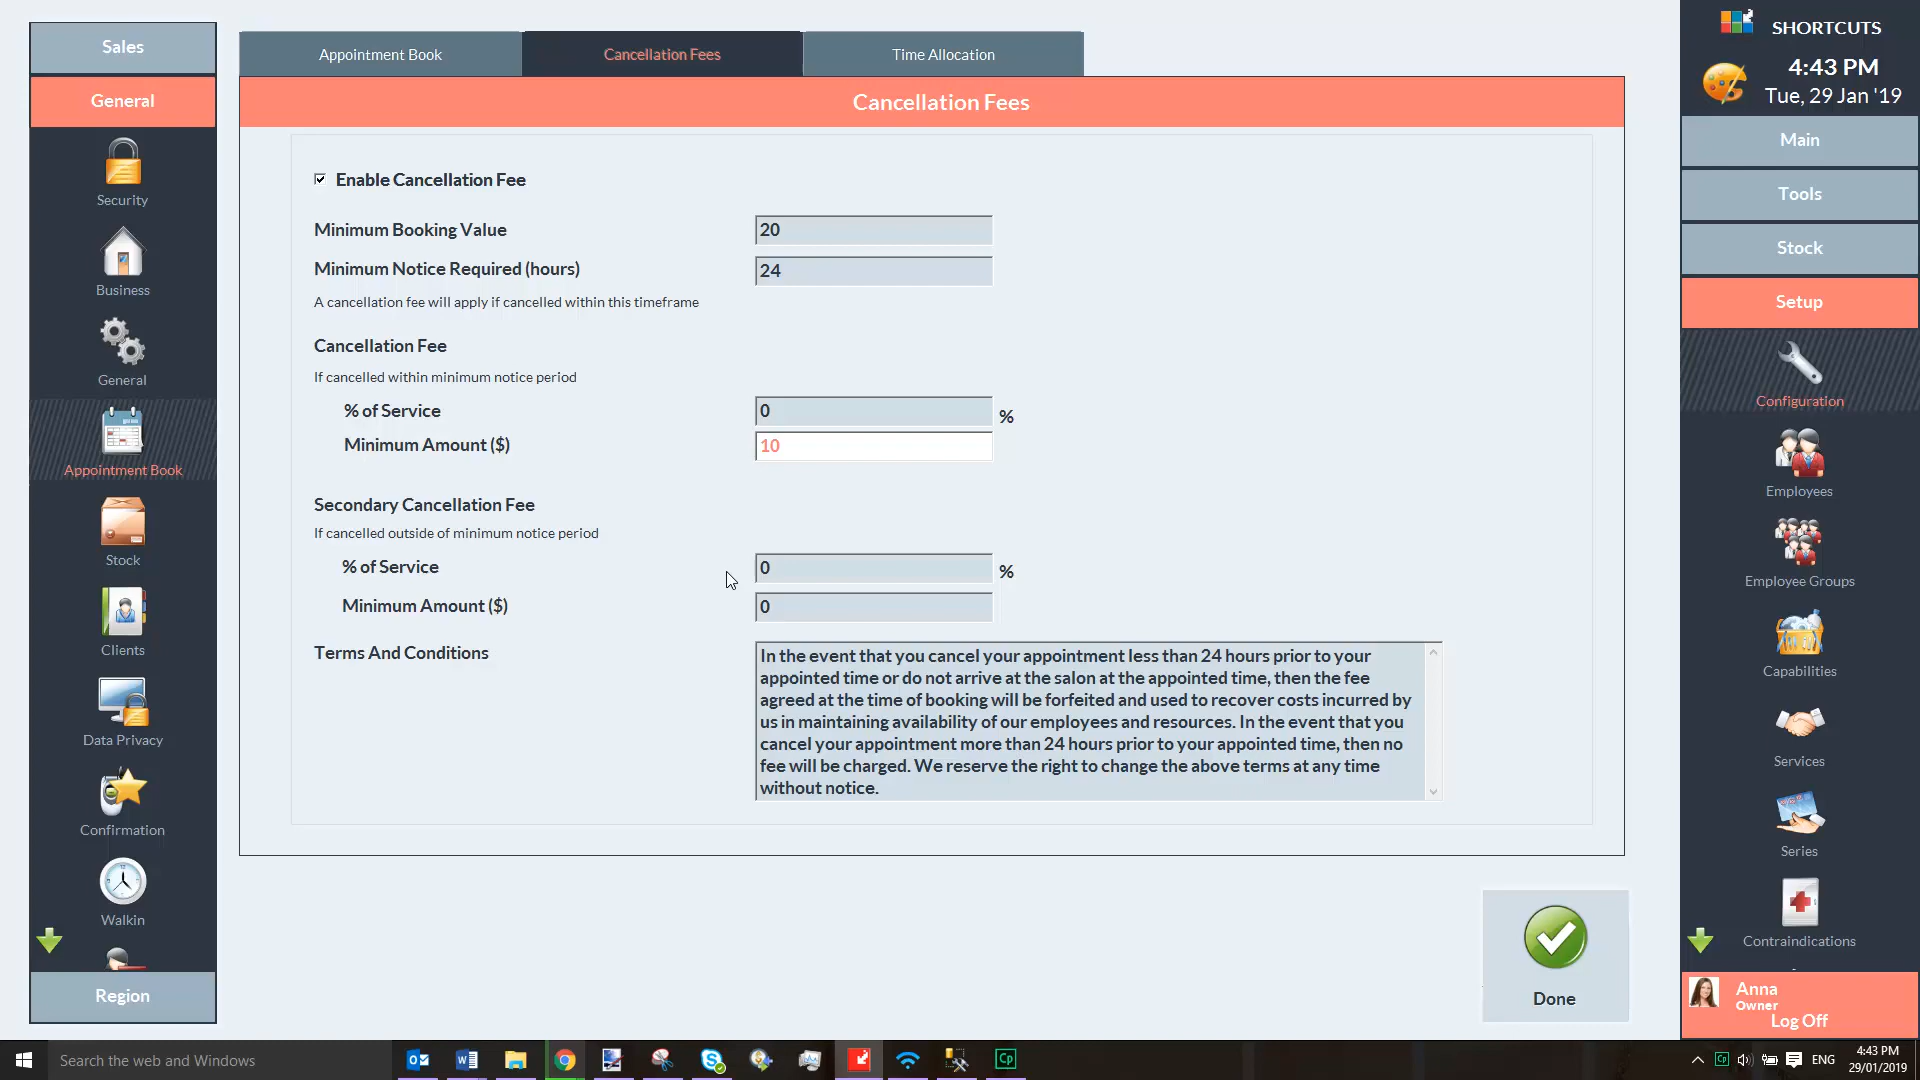 Sales
General
Security
Business
General
Appointment Book
Stock
Clients
Data Privacy
Confirmation
Walkin
Region
Appointment Book
Cancellation Fees
Time Allocation
Cancellation Fees
Enable Cancellation Fee
Minimum Booking Value
20
Minimum Notice Required (hours)
24
A cancellation fee will apply if cancelled within this timeframe
Cancellation Fee
If cancelled within minimum notice period
% of Service
0
%
Minimum Amount ($)
10
Secondary Cancellation Fee
If cancelled outside of minimum notice period
% of Service
0
%
Minimum Amount ($)
0
Terms And Conditions
In the event that you cancel your appointment less than 24 hours prior to your
appointed time or do not arrive at the salon at the appointed time, then the fee
agreed at the time of booking will be forfeited and used to recover costs incurred by
us in maintaining availability of our employees and resources. In the event that you
cancel your appointment more than 24 hours prior to your appointed time, then no
fee will be charged. We reserve the right to change the above terms at any time
without notice.
Done
SHORTCUTS
4:43 PM
Tue, 29 Jan '19
Main
Tools
Stock
Setup
Configuration
Employees
Employee Groups
Capabilities
Services
Series
Contraindications
Anna
Owner
Log Off
Search the web and Windows
Cp
ENG
4:43 PM
29/01/2019